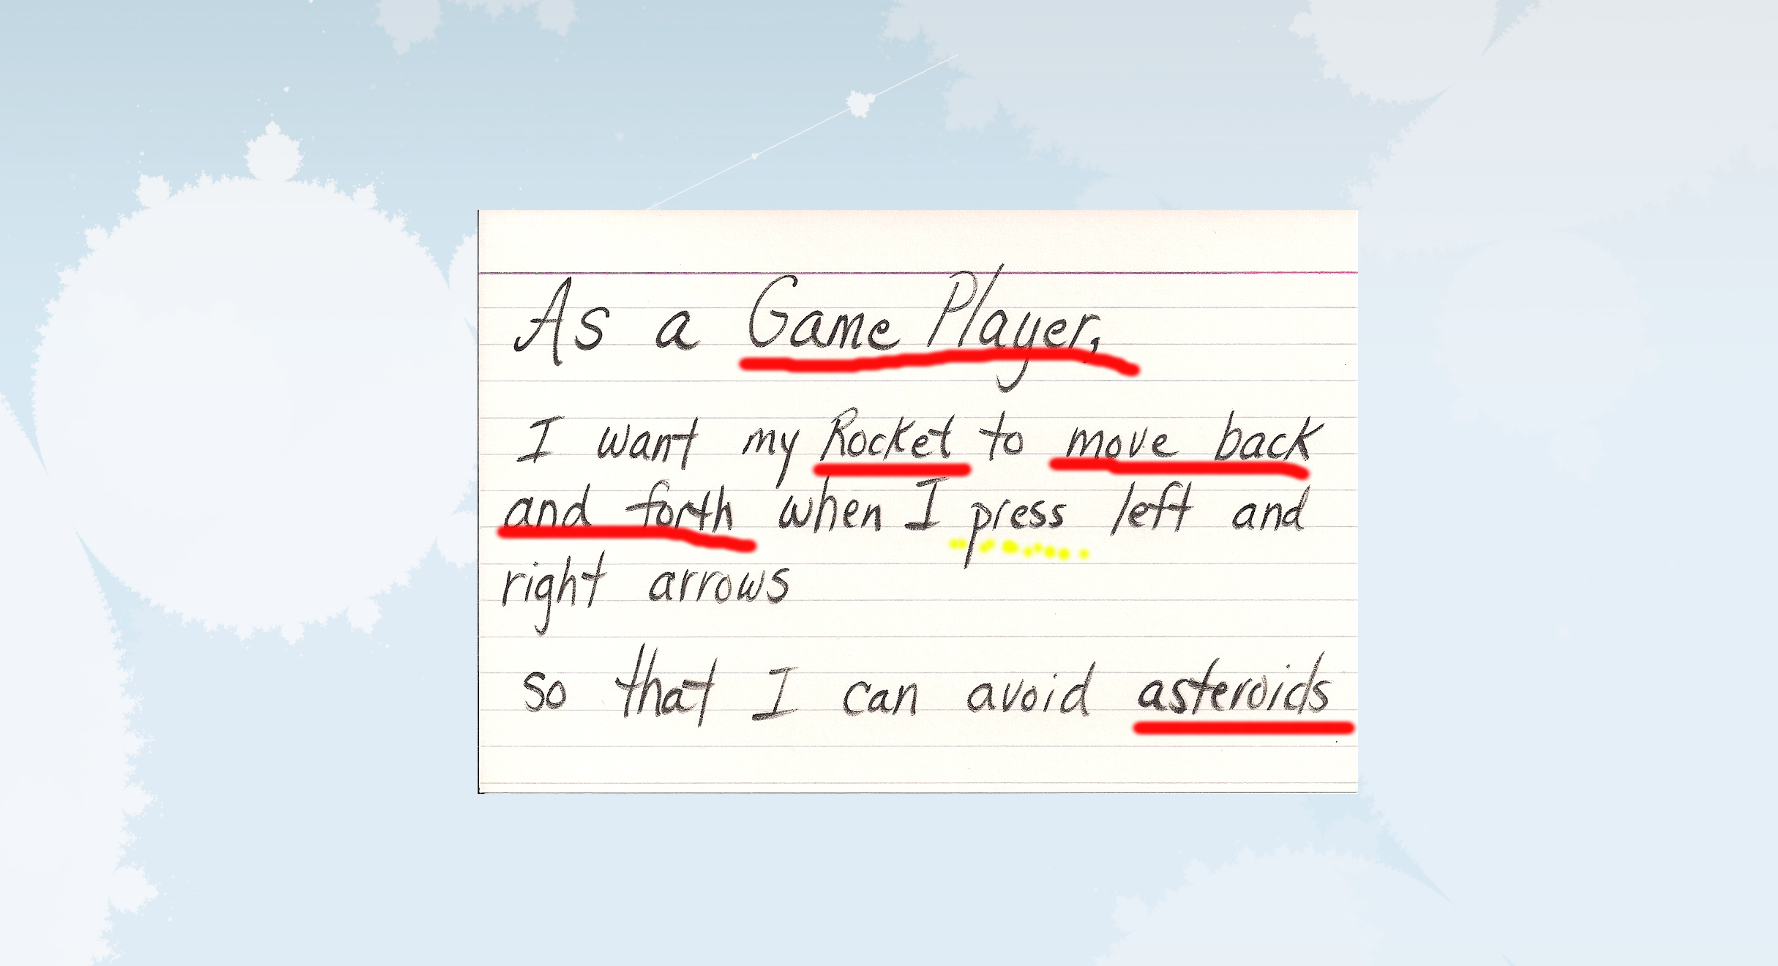 As a Game Player,
I want my Rocket to move back
and forth when I press left and
right arrows
so that I can avoid asteroids